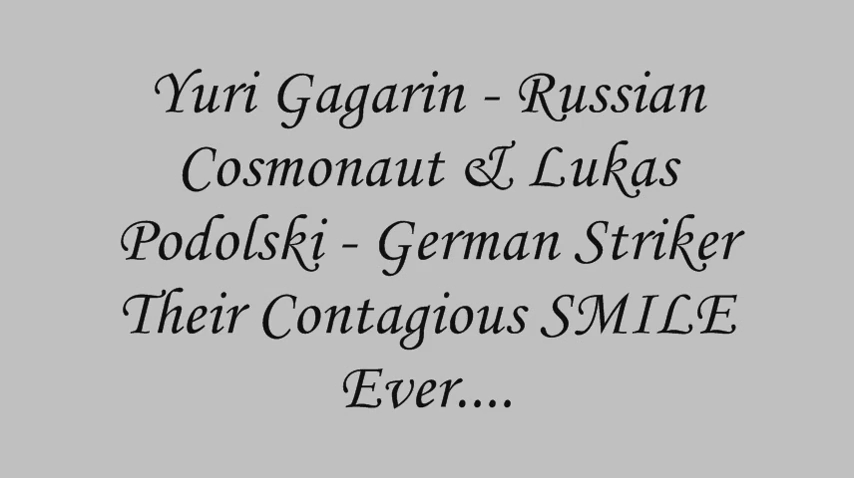 Yuri Gagarin - Russian
Cosmonaut & Lukas
Podolski - German Striker
Their Contagious SMILE
Ever....